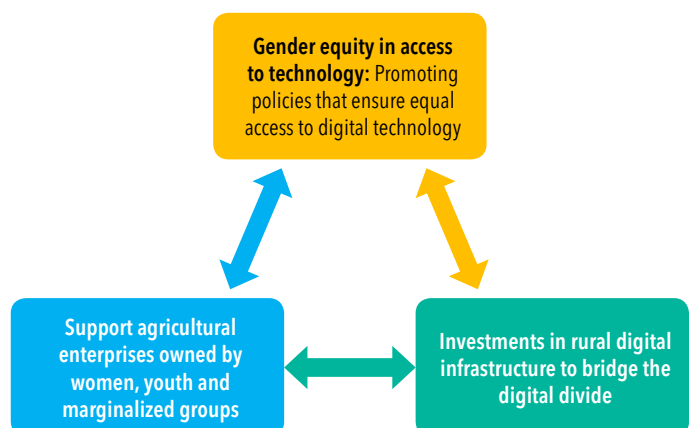 Gender equity in access
to technology: Promoting
policies that ensure equal
access to digital technology
Support agricultural
enterprises owned by
women, youth and
marginalized groups
Investments in rural digital
infrastructure to bridge the
digital divide